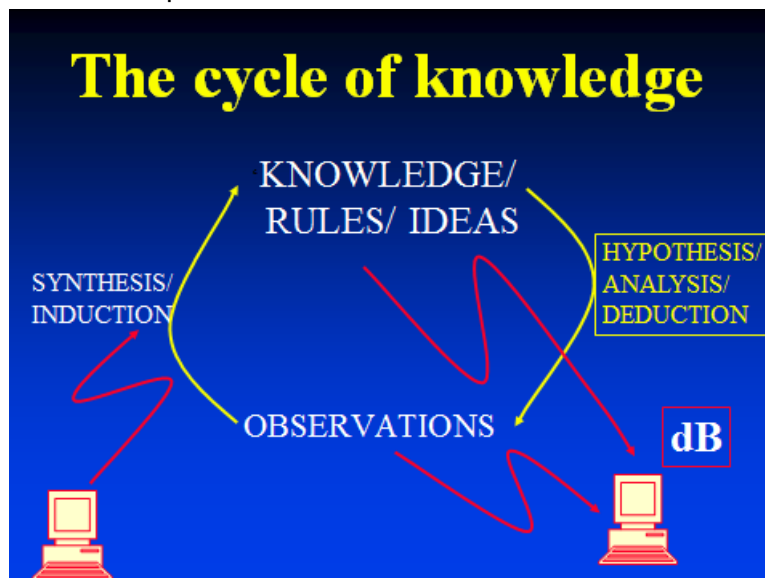 The cycle of knowledge
KNOWLEDGE/
RULES/ IDEAS
HYPOTHESIS/
ANALYSIS/
DEDUCTION
SYNTHESIS/
INDUCTION
OBSERVATIONS
dB